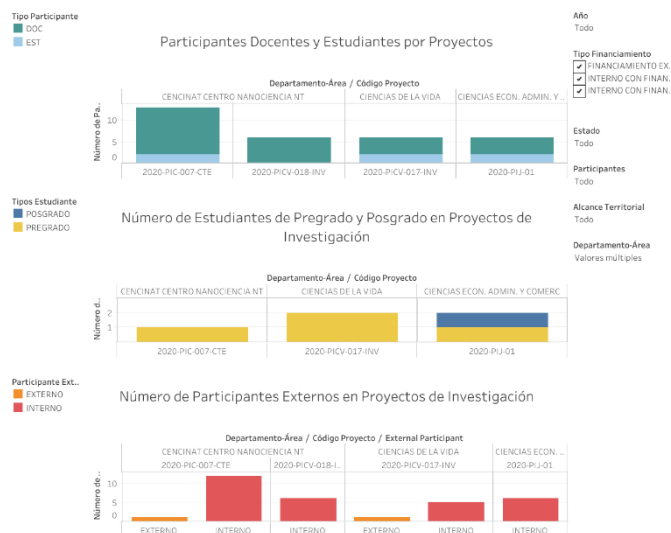 Tipo Participante
DOC
EST
Participantes Docentes y Estudiantes por Proyectos
Departamento-Área / Código Proyecto
CENCINAT CENTRO NANOCIENCIA NT
CIENCIAS DE LA VIDA
CIENCIAS ECON. ADMIN. Y ..
Número de Pa..
10
5
0
2020-PIC-007-CTE
2020-PICV-018-INV
2020-PICV-017-INV
2020-PIJ-01
Año
Todo
Tipo Financiamiento
FINANCIAMIENTO EX.
INTERNO CON FINAN.
INTERNO CON FINAN.
Estado
Todo
Participantes
Todo
Alcance Territorial
Todo
Departamento-Área
Valores múltiples
Tipos Estudiante
POSGRADO
PREGRADO
Número de Estudiantes de Pregrado y Posgrado en Proyectos de
Investigación
Departamento-Área / Código Proyecto
CENCINAT CENTRO NANOCIENCIA NT
CIENCIAS DE LA VIDA
CIENCIAS ECON. ADMIN. Y COMERC
Número d..
2
1
2020-PIC-007-CTE
2020-PICV-017-INV
2020-PIJ-01
Participante Ext..
EXTERNO
INTERNO
Número de Participantes Externos en Proyectos de Investigación
Departamento-Área / Código Proyecto / External Participant
CENCINAT CENTRO NANOCIENCIA NT
CIENCIAS DE LA VIDA
CIENCIAS ECON. ..
2020-PIC-007-CTE
2020-PICV-018-I..
2020-PICV-017-INV
2020-PIJ-01
Número de..
10
5
0
EXTERNO
INTERNO
INTERNO
EXTERNO
INTERNO
INTERNO